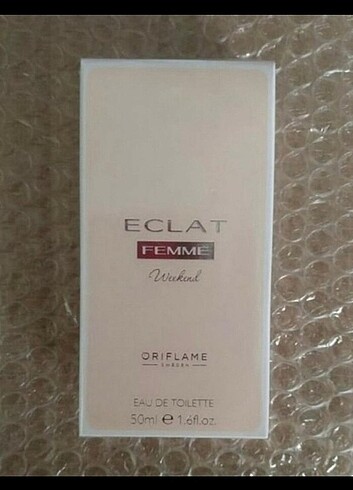 ECLAT
FEMME
Weekend
ORIFLAME
SWEDEN
EAU DE TOILETTE
50ml e 1.6fl.oz.